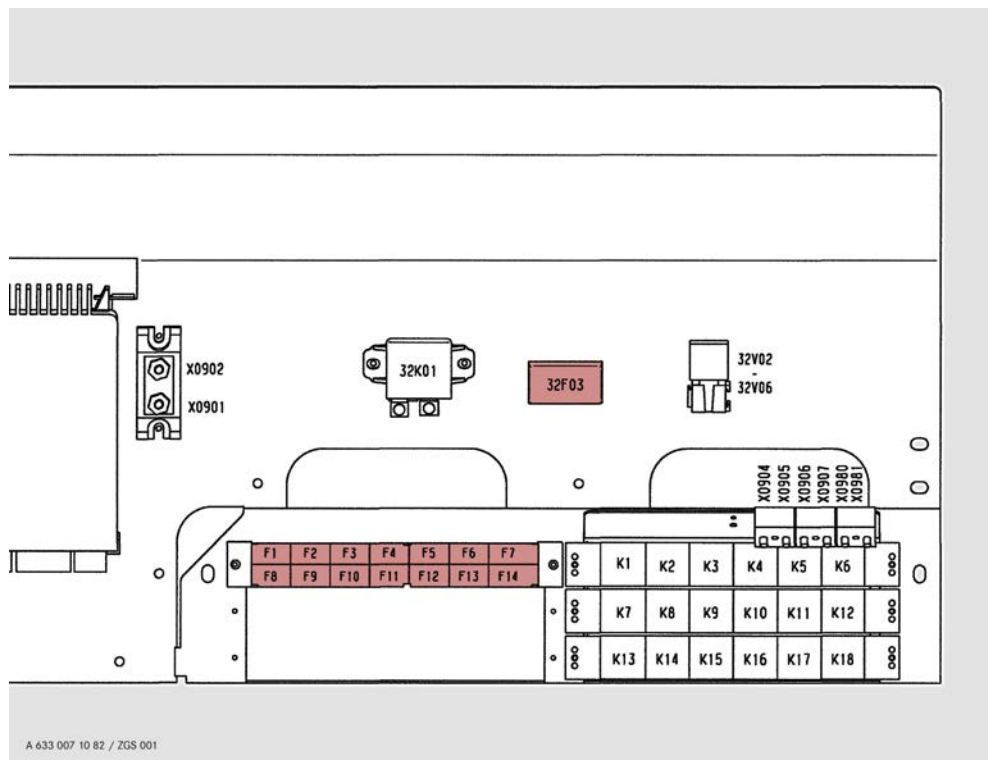 X0902
X0901
32K01
32F03
32V02
-
32V06
X0904
X0905
X0906
X0907
X0980
X0981
F1 F2 F3 F4 F5 F6 F7
F8 F9 F10 F11 F12 F13 F14
K1 K2 K3 K4 K5 K6
K7 K8 K9 K10 K11 K12
K13 K14 K15 K16 K17 K18
A 633 007 10 82 / ZGS 001